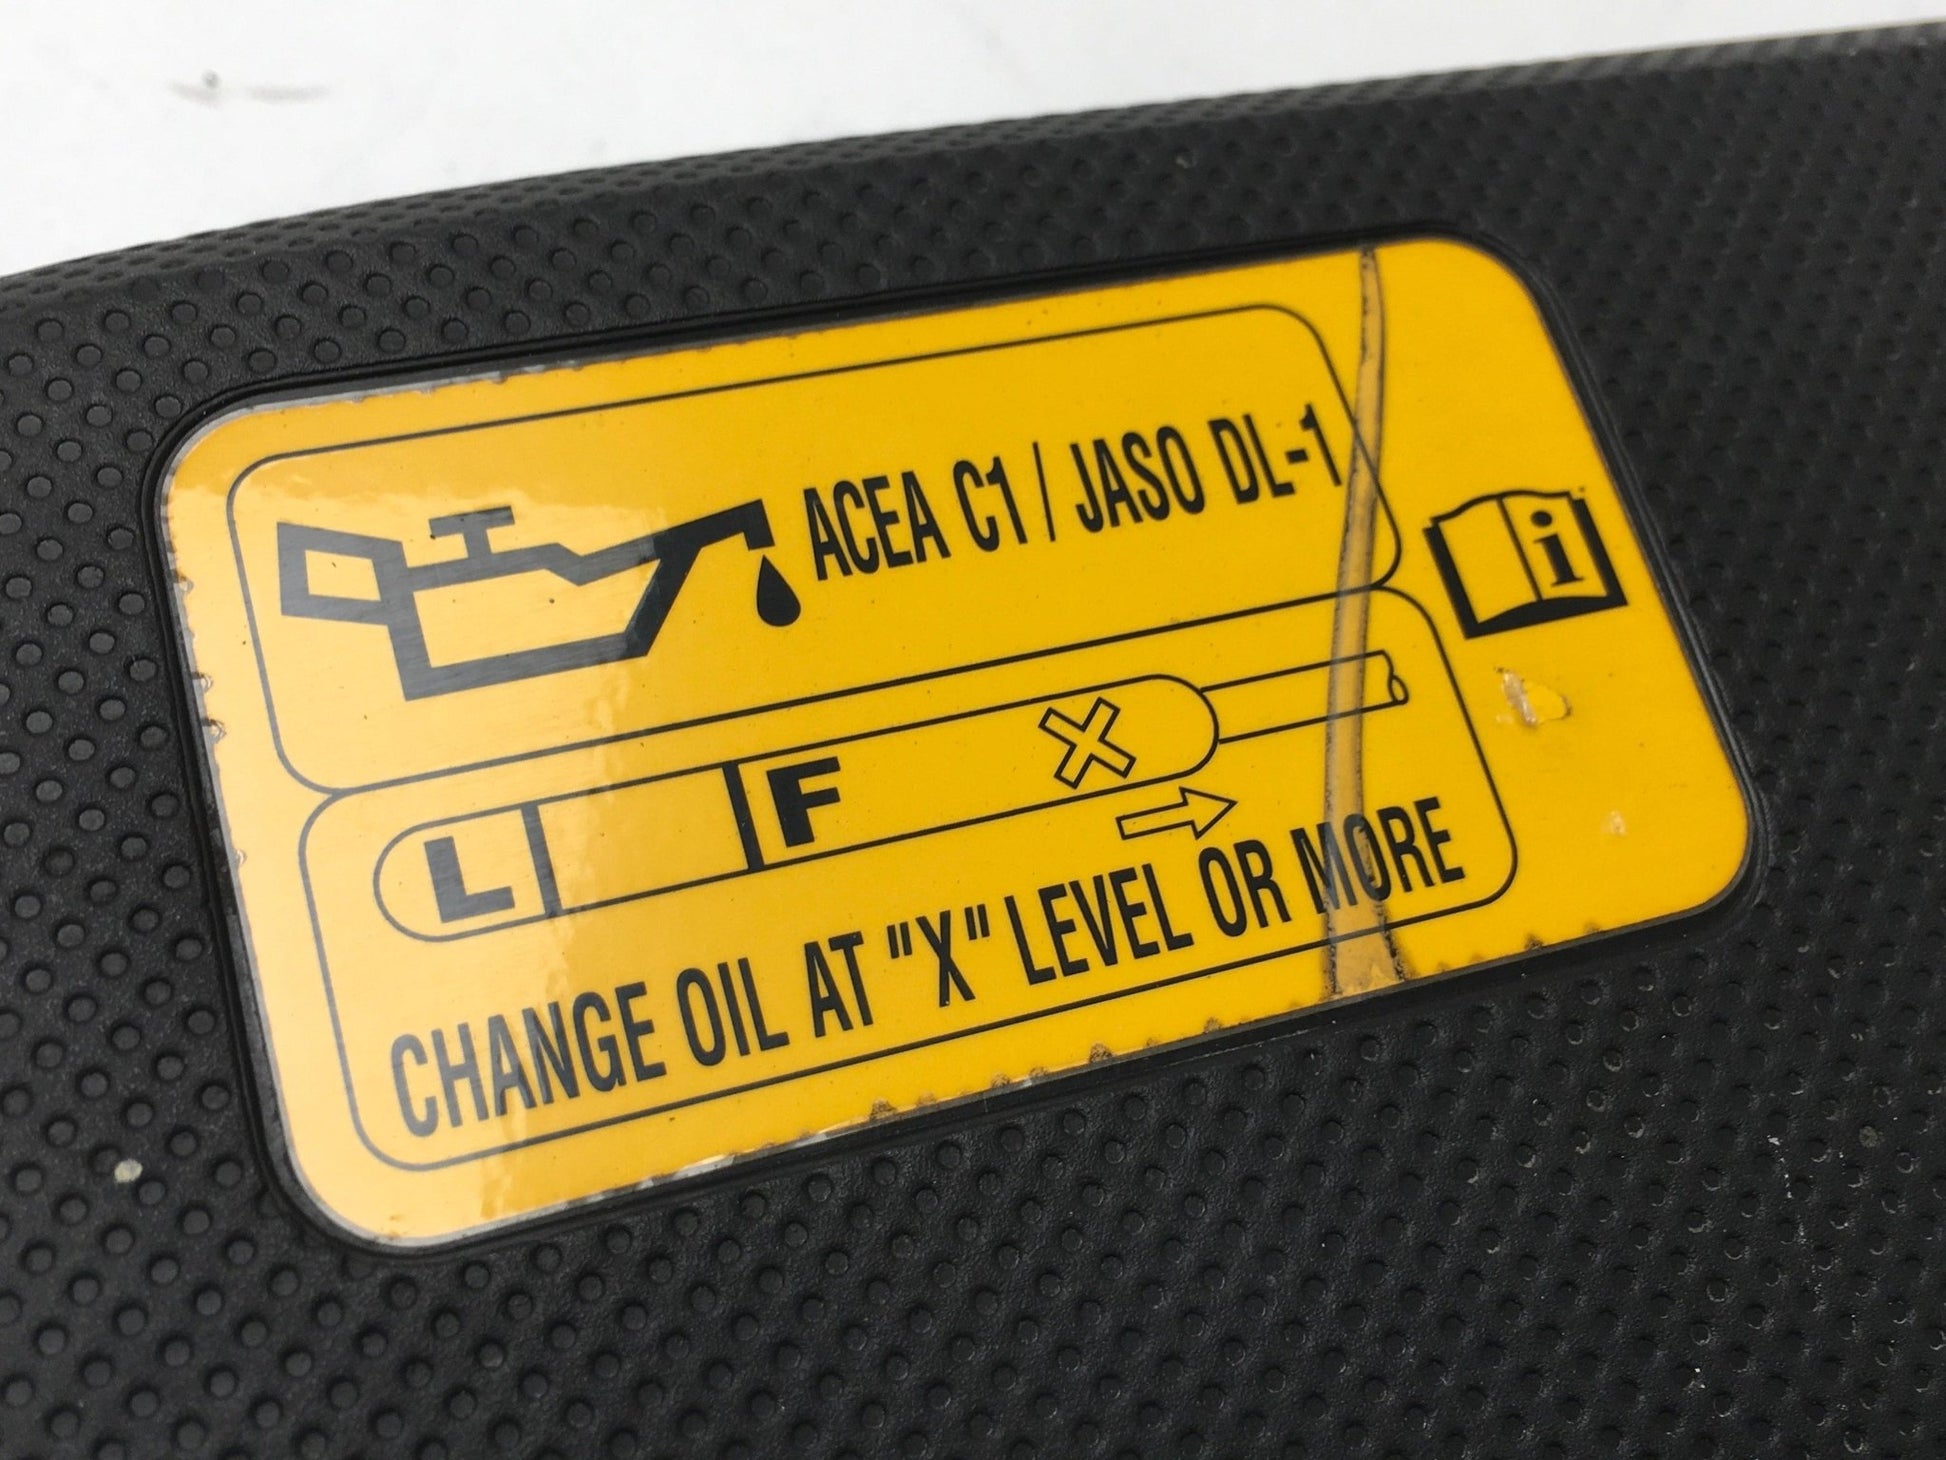 ACEA C1 / JASO DL-1
i
L F X
CHANGE OIL AT "X" LEVEL OR MORE